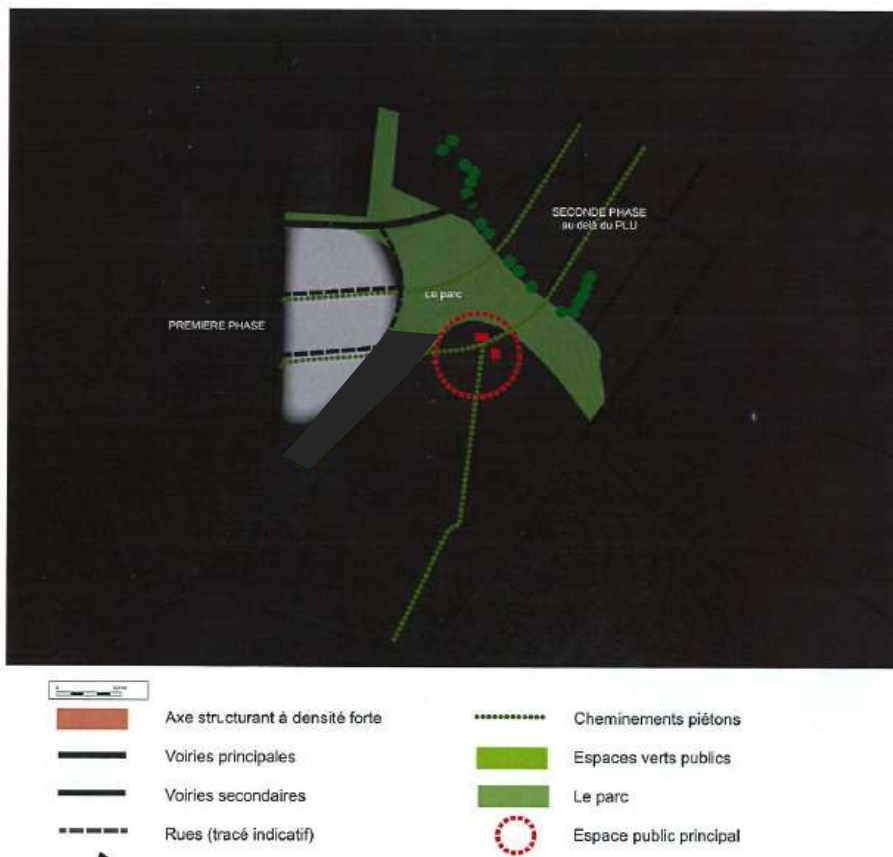 SECONDE PHASE
au delà du PLU
Le parc
PREMIERE PHASE
Axe structurant à densité forte
Voiries principales
Voiries secondaires
Rues (tracé indicatif)
Cheminements piétons
Espaces verts publics
Le parc
Espace public principal